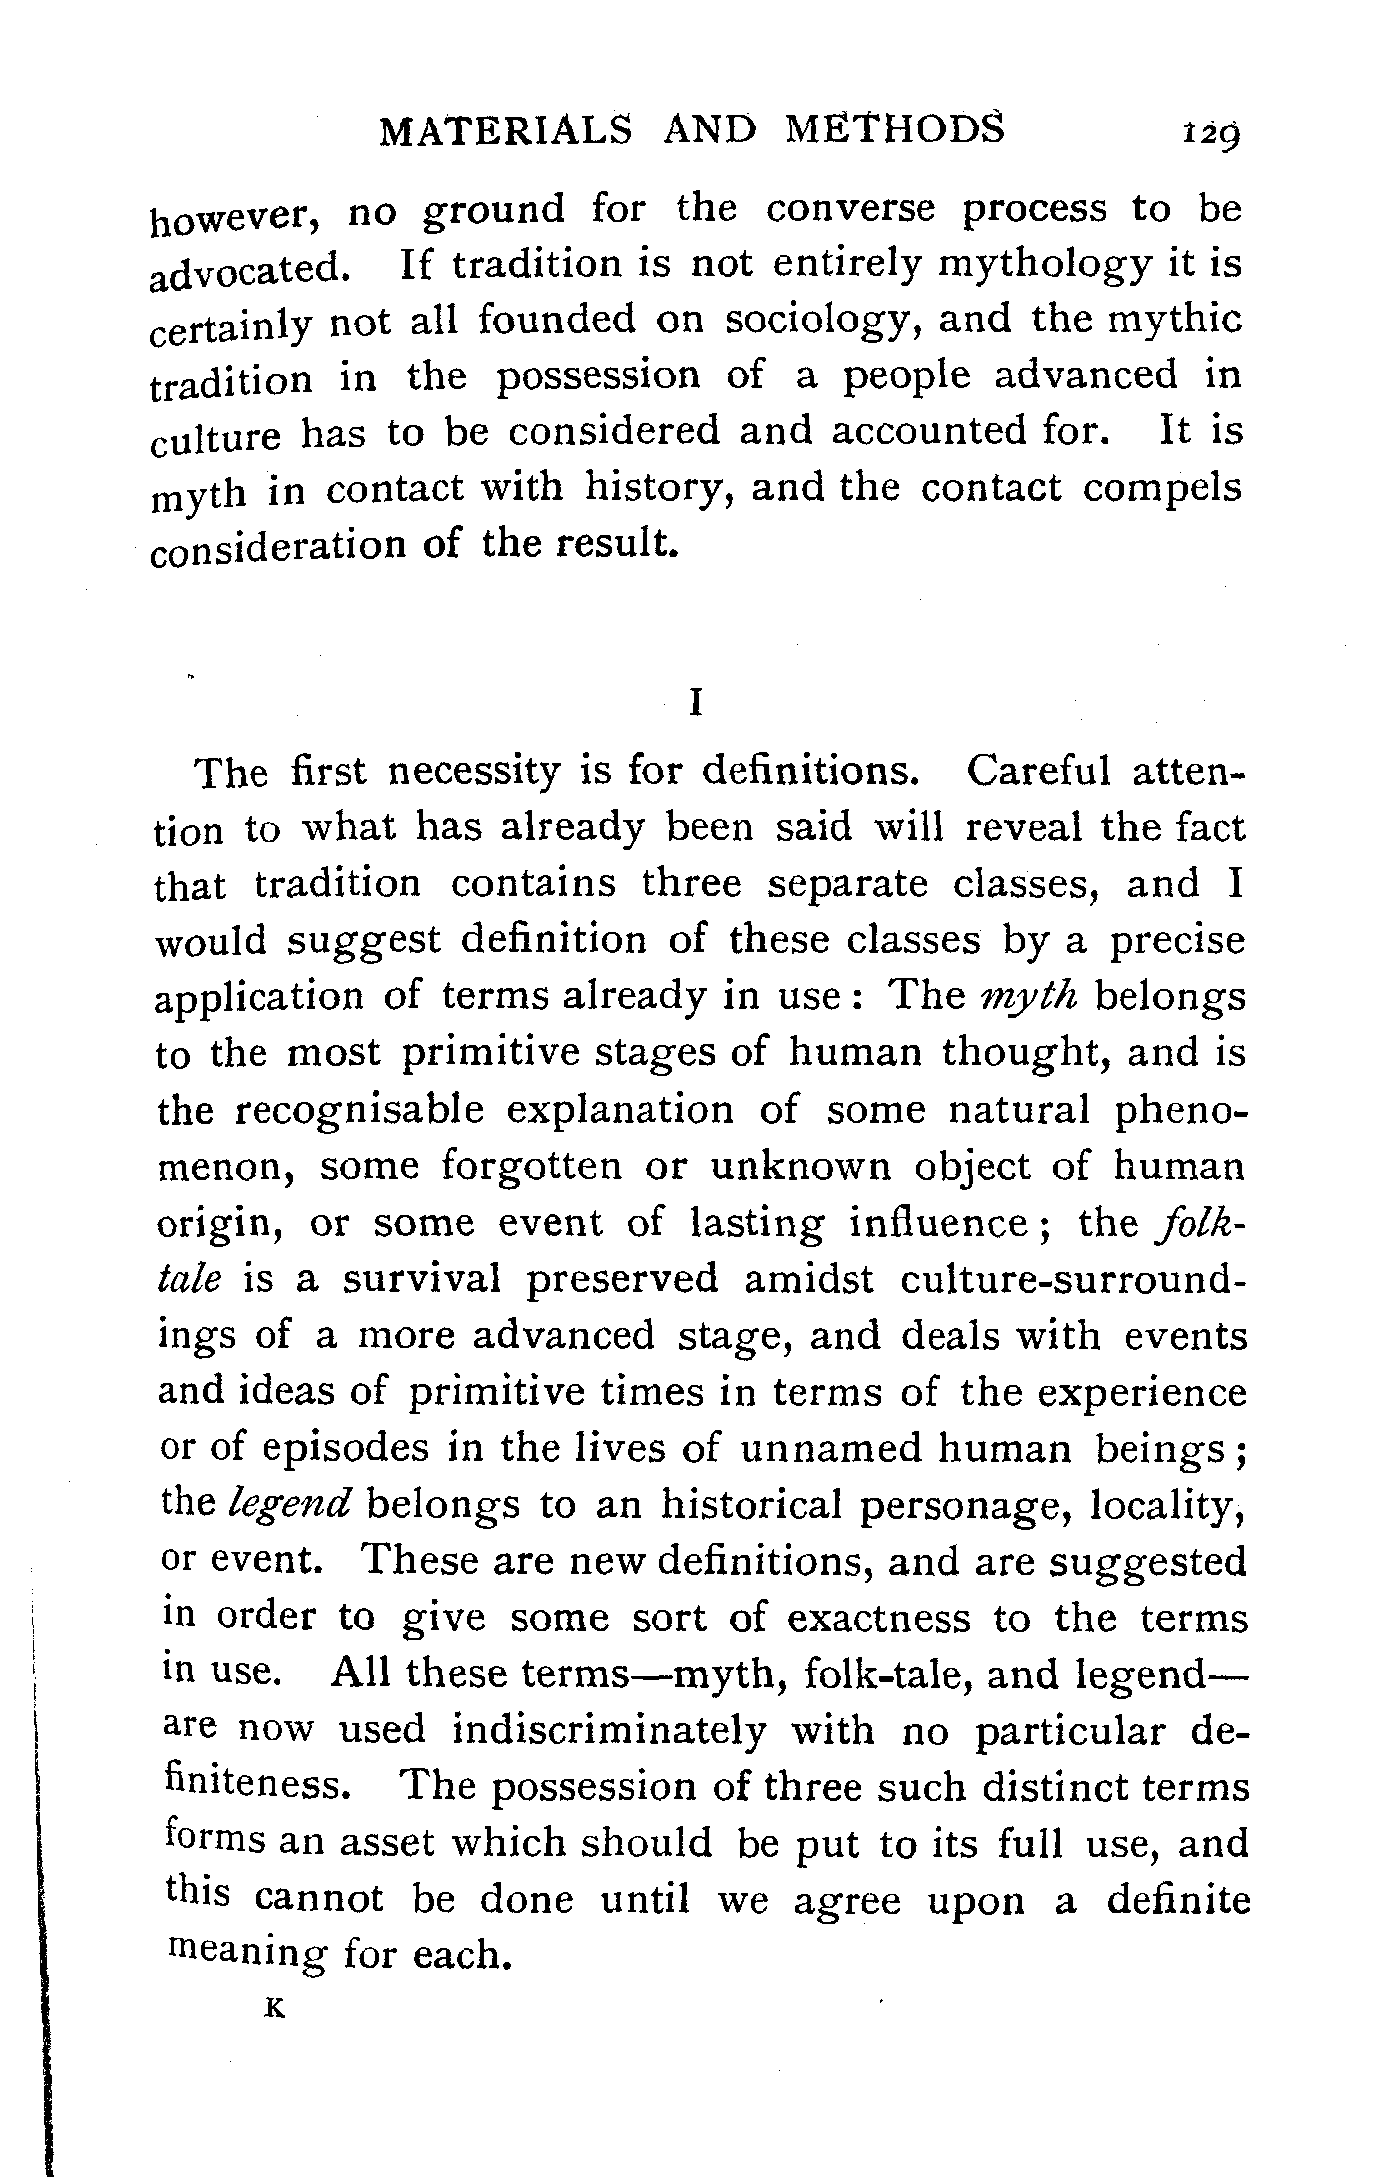 MATERIALS AND METHODS 129
however, no ground for the converse process to be
advocated. If tradition is not entirely mythology it is
certainly not all founded on sociology, and the mythic
tradition in the possession of a people advanced in
culture has to be considered and accounted for. It is
myth in contact with history, and the contact compels
consideration of the result.
I
The first necessity is for definitions. Careful atten-
tion to what has already been said will reveal the fact
that tradition contains three separate classes, and I
would suggest definition of these classes by a precise
application of terms already in use : The myth belongs
to the most primitive stages of human thought, and is
the recognisable explanation of some natural pheno-
menon, some forgotten or unknown object of human
origin, or some event of lasting influence ; the folk-
tale is a survival preserved amidst culture-surround-
ings of a more advanced stage, and deals with events
and ideas of primitive times in terms of the experience
or of episodes in the lives of unnamed human beings ;
the legend belongs to an historical personage, locality,
or event. These are new definitions, and are suggested
in order to give some sort of exactness to the terms
in use. All these terms—myth, folk-tale, and legend—
are now used indiscriminately with no particular de-
finiteness. The possession of three such distinct terms
forms an asset which should be put to its full use, and
this cannot be done until we agree upon a definite
meaning for each.
K